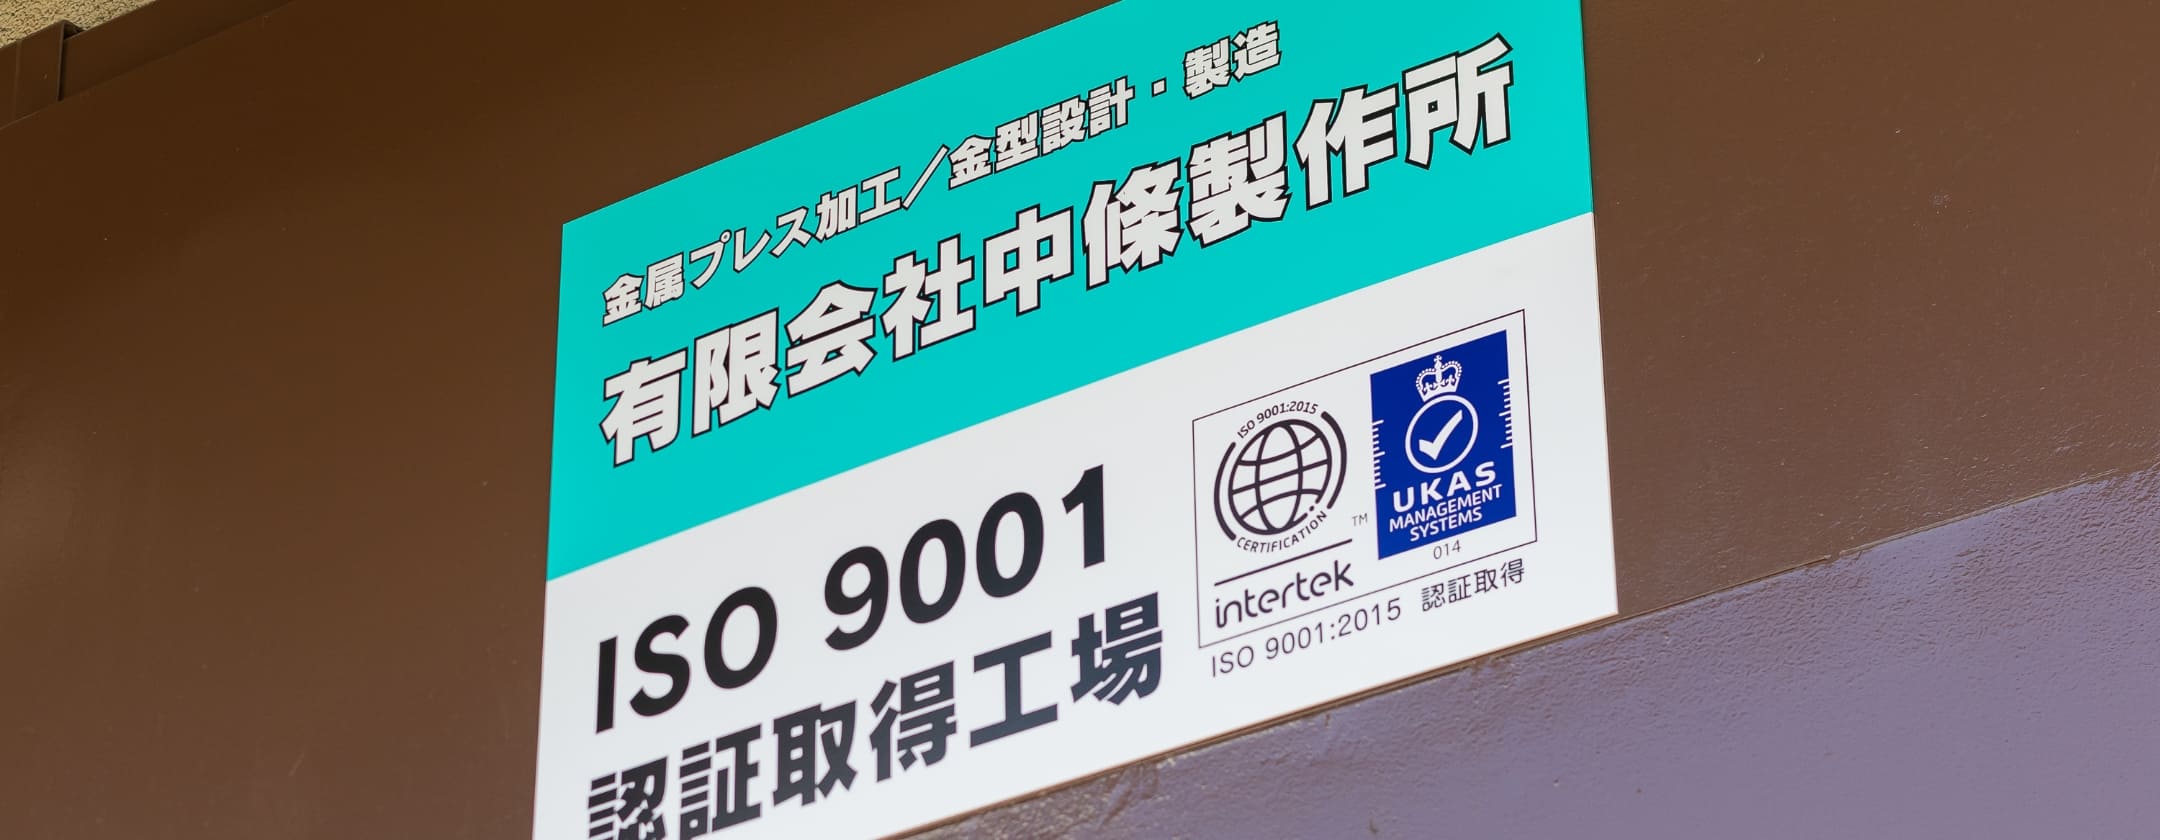 金属プレス加工／金型設計・製造
有限会社中條製作所
ISO 9001
認証取得工場
ISO 9001:2015
CERTIFICATION
TM
intertek
UKAS
MANAGEMENT
SYSTEMS
014
ISO 9001:2015 認証取得